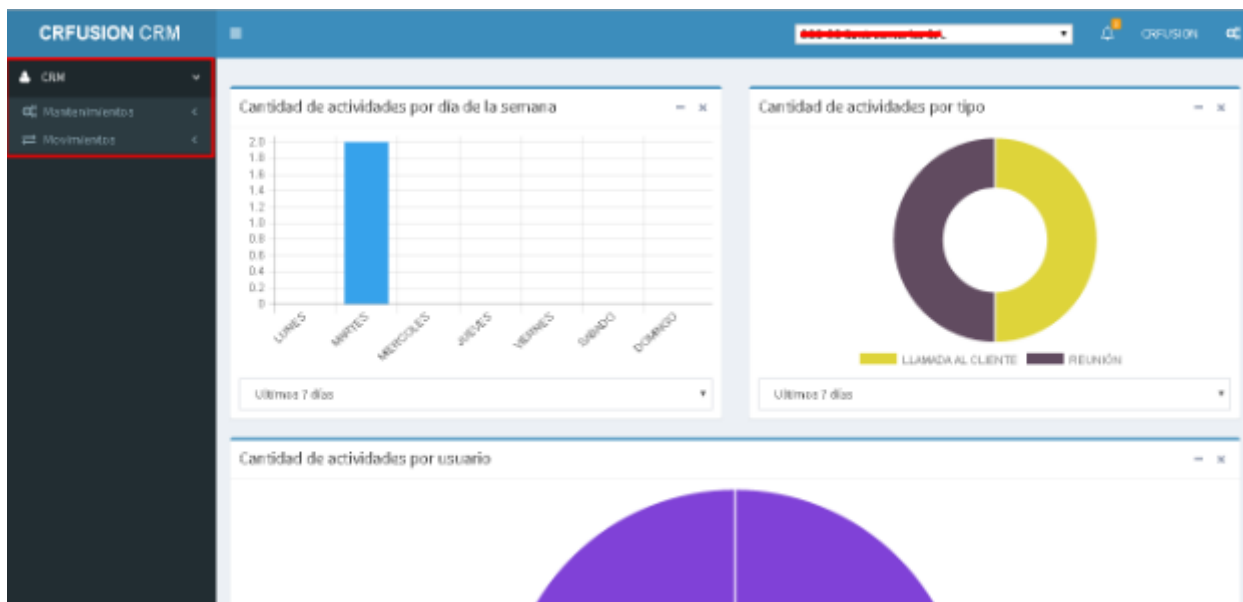 CRFUSION CRM
CRFUSION
CRM
Mantenimientos
Movimientos
Cantidad de actividades por día de la semana
2.0
1.8
1.6
1.4
1.2
1.0
0.8
0.6
0.4
0.2
0
LUNES
MARTES
MIERCOLES
JUEVES
VIERNES
SABADO
DOMINGO
Ultimos 7 días
Cantidad de actividades por tipo
LLAMADA AL CLIENTE REUNIÓN
Ultimos 7 días
Cantidad de actividades por usuario